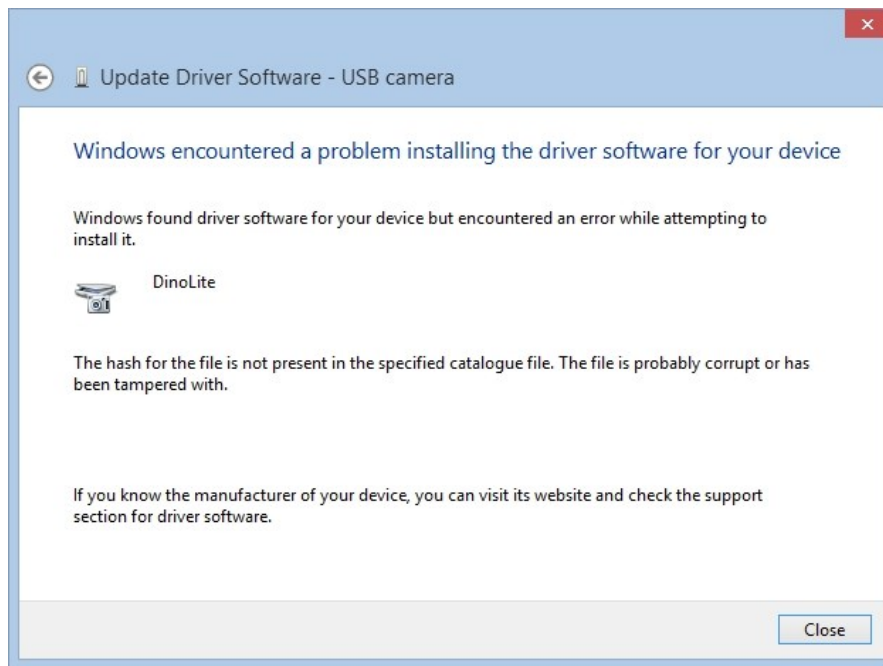 Update Driver Software - USB camera
Windows encountered a problem installing the driver software for your device
Windows found driver software for your device but encountered an error while attempting to
install it.
DinoLite
The hash for the file is not present in the specified catalogue file. The file is probably corrupt or has
been tampered with.
If you know the manufacturer of your device, you can visit its website and check the support
section for driver software.
Close